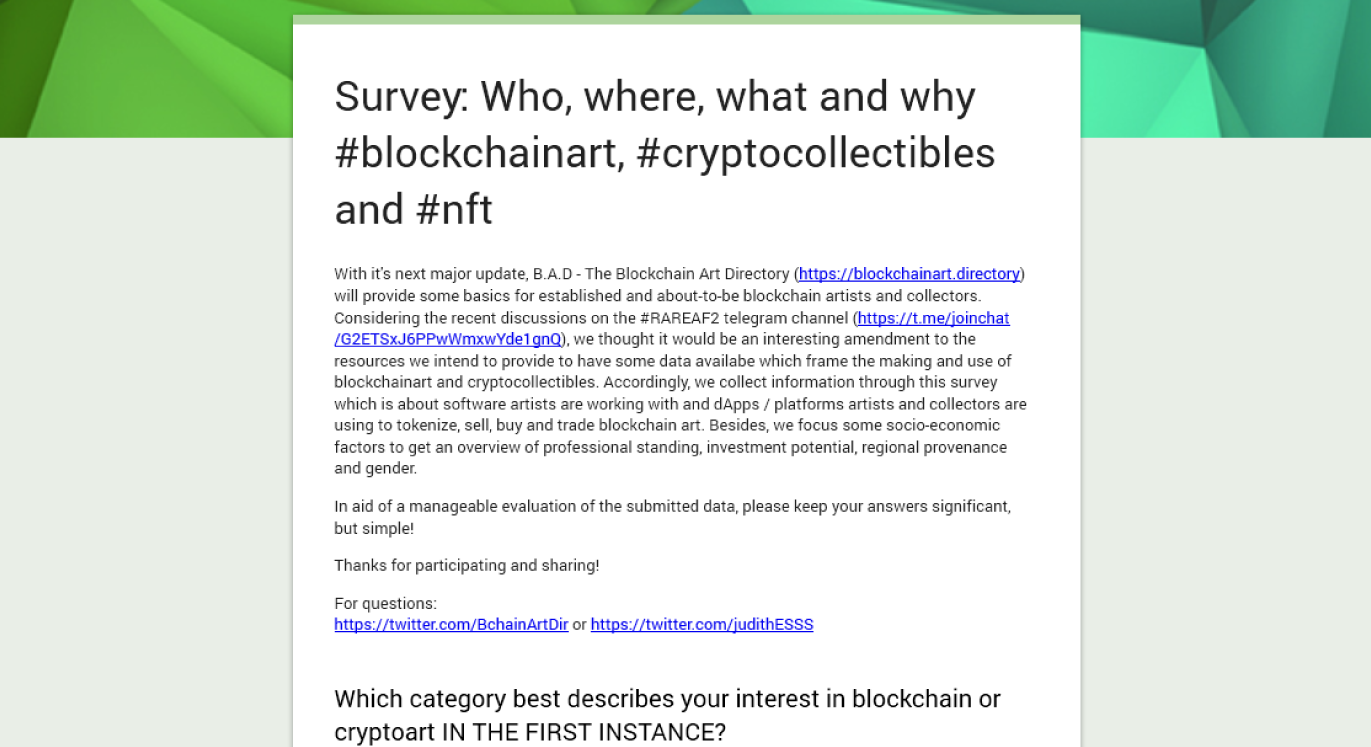 Survey: Who, where, what and why
#blockchainart, #cryptocollectibles
and #nft
With it's next major update, B.A.D - The Blockchain Art Directory (https://blockchainart.directory)
will provide some basics for established and about-to-be blockchain artists and collectors.
Considering the recent discussions on the #RAREAF2 telegram channel (https://t.me/joinchat
/G2ETSxJ6PPwWmxwYde1gnQ), we thought it would be an interesting amendment to the
resources we intend to provide to have some data availabe which frame the making and use of
blockchainart and cryptocollectibles. Accordingly, we collect information through this survey
which is about software artists are working with and dApps / platforms artists and collectors are
using to tokenize, sell, buy and trade blockchain art. Besides, we focus some socio-economic
factors to get an overview of professional standing, investment potential, regional provenance
and gender.
In aid of a manageable evaluation of the submitted data, please keep your answers significant,
but simple!
Thanks for participating and sharing!
For questions:
https://twitter.com/BchainArtDir or https://twitter.com/judithESSS
Which category best describes your interest in blockchain or
cryptoart IN THE FIRST INSTANCE?